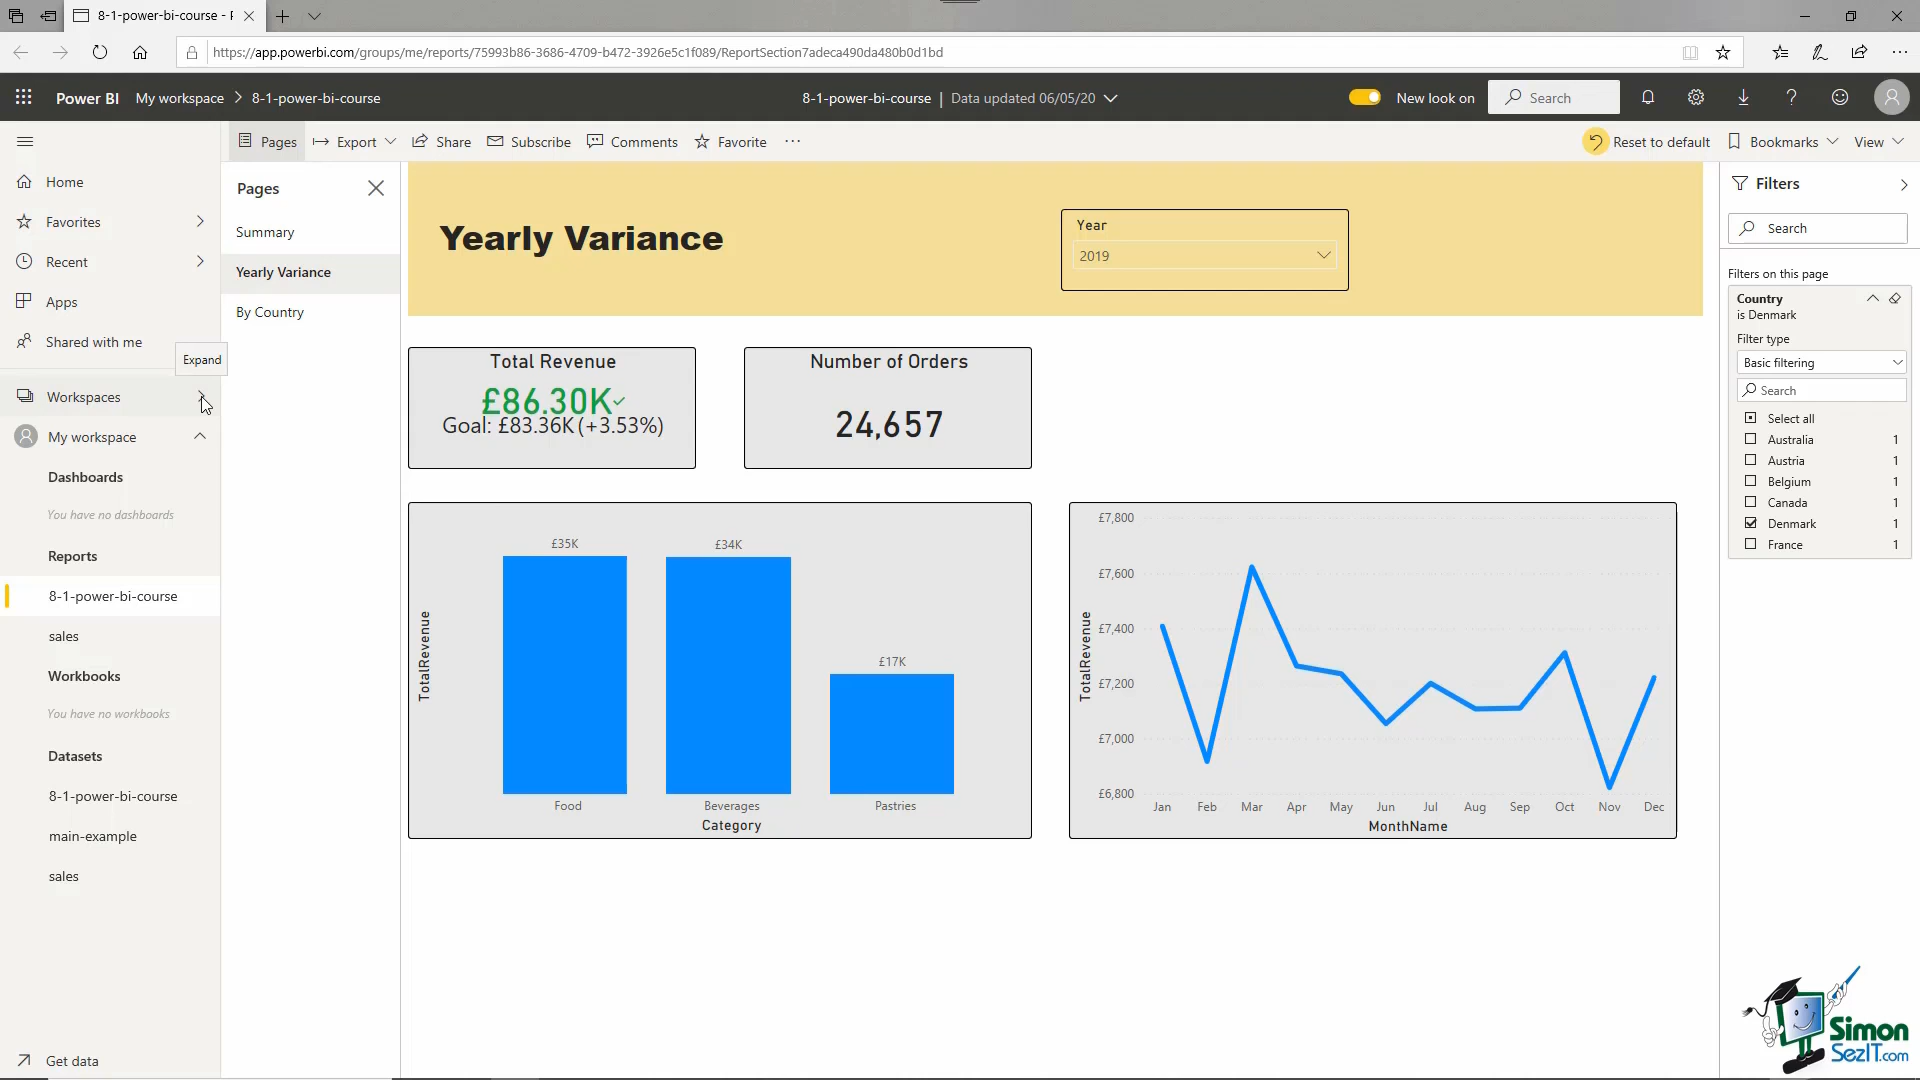 8-1-power-bi-course - F
https://app.powerbi.com/groups/me/reports/75993b86-3686-4709-b472-3926e5c1f089/ReportSection7adeca490da480b0d1bd
Power BI My workspace > 8-1-power-bi-course
8-1-power-bi-course | Data updated 06/05/20
New look on
Search
Pages
Export
Share
Subscribe
Comments
Favorite
Reset to default
Bookmarks
View
Home
Favorites
Recent
Apps
Shared with me
Expand
Workspaces
My workspace
Dashboards
You have no dashboards
Reports
8-1-power-bi-course
sales
Workbooks
You have no workbooks
Datasets
8-1-power-bi-course
main-example
sales
Get data
Pages
Summary
Yearly Variance
By Country
Yearly Variance
Year
2019
Total Revenue
£86.30K
Goal: £83.36K (+3.53%)
Number of Orders
24,657
TotalRevenue
£35K
£34K
£17K
Food Beverages Pastries
Category
TotalRevenue
£7,800
£7,600
£7,400
£7,200
£7,000
£6,800
Jan Feb Mar Apr May Jun Jul Aug Sep Oct Nov Dec
MonthName
Filters
Search
Filters on this page
Country
is Denmark
Filter type
Basic filtering
Search
Select all
Australia 1
Austria 1
Belgium 1
Canada 1
Denmark 1
France 1
Simon
SezIT.com